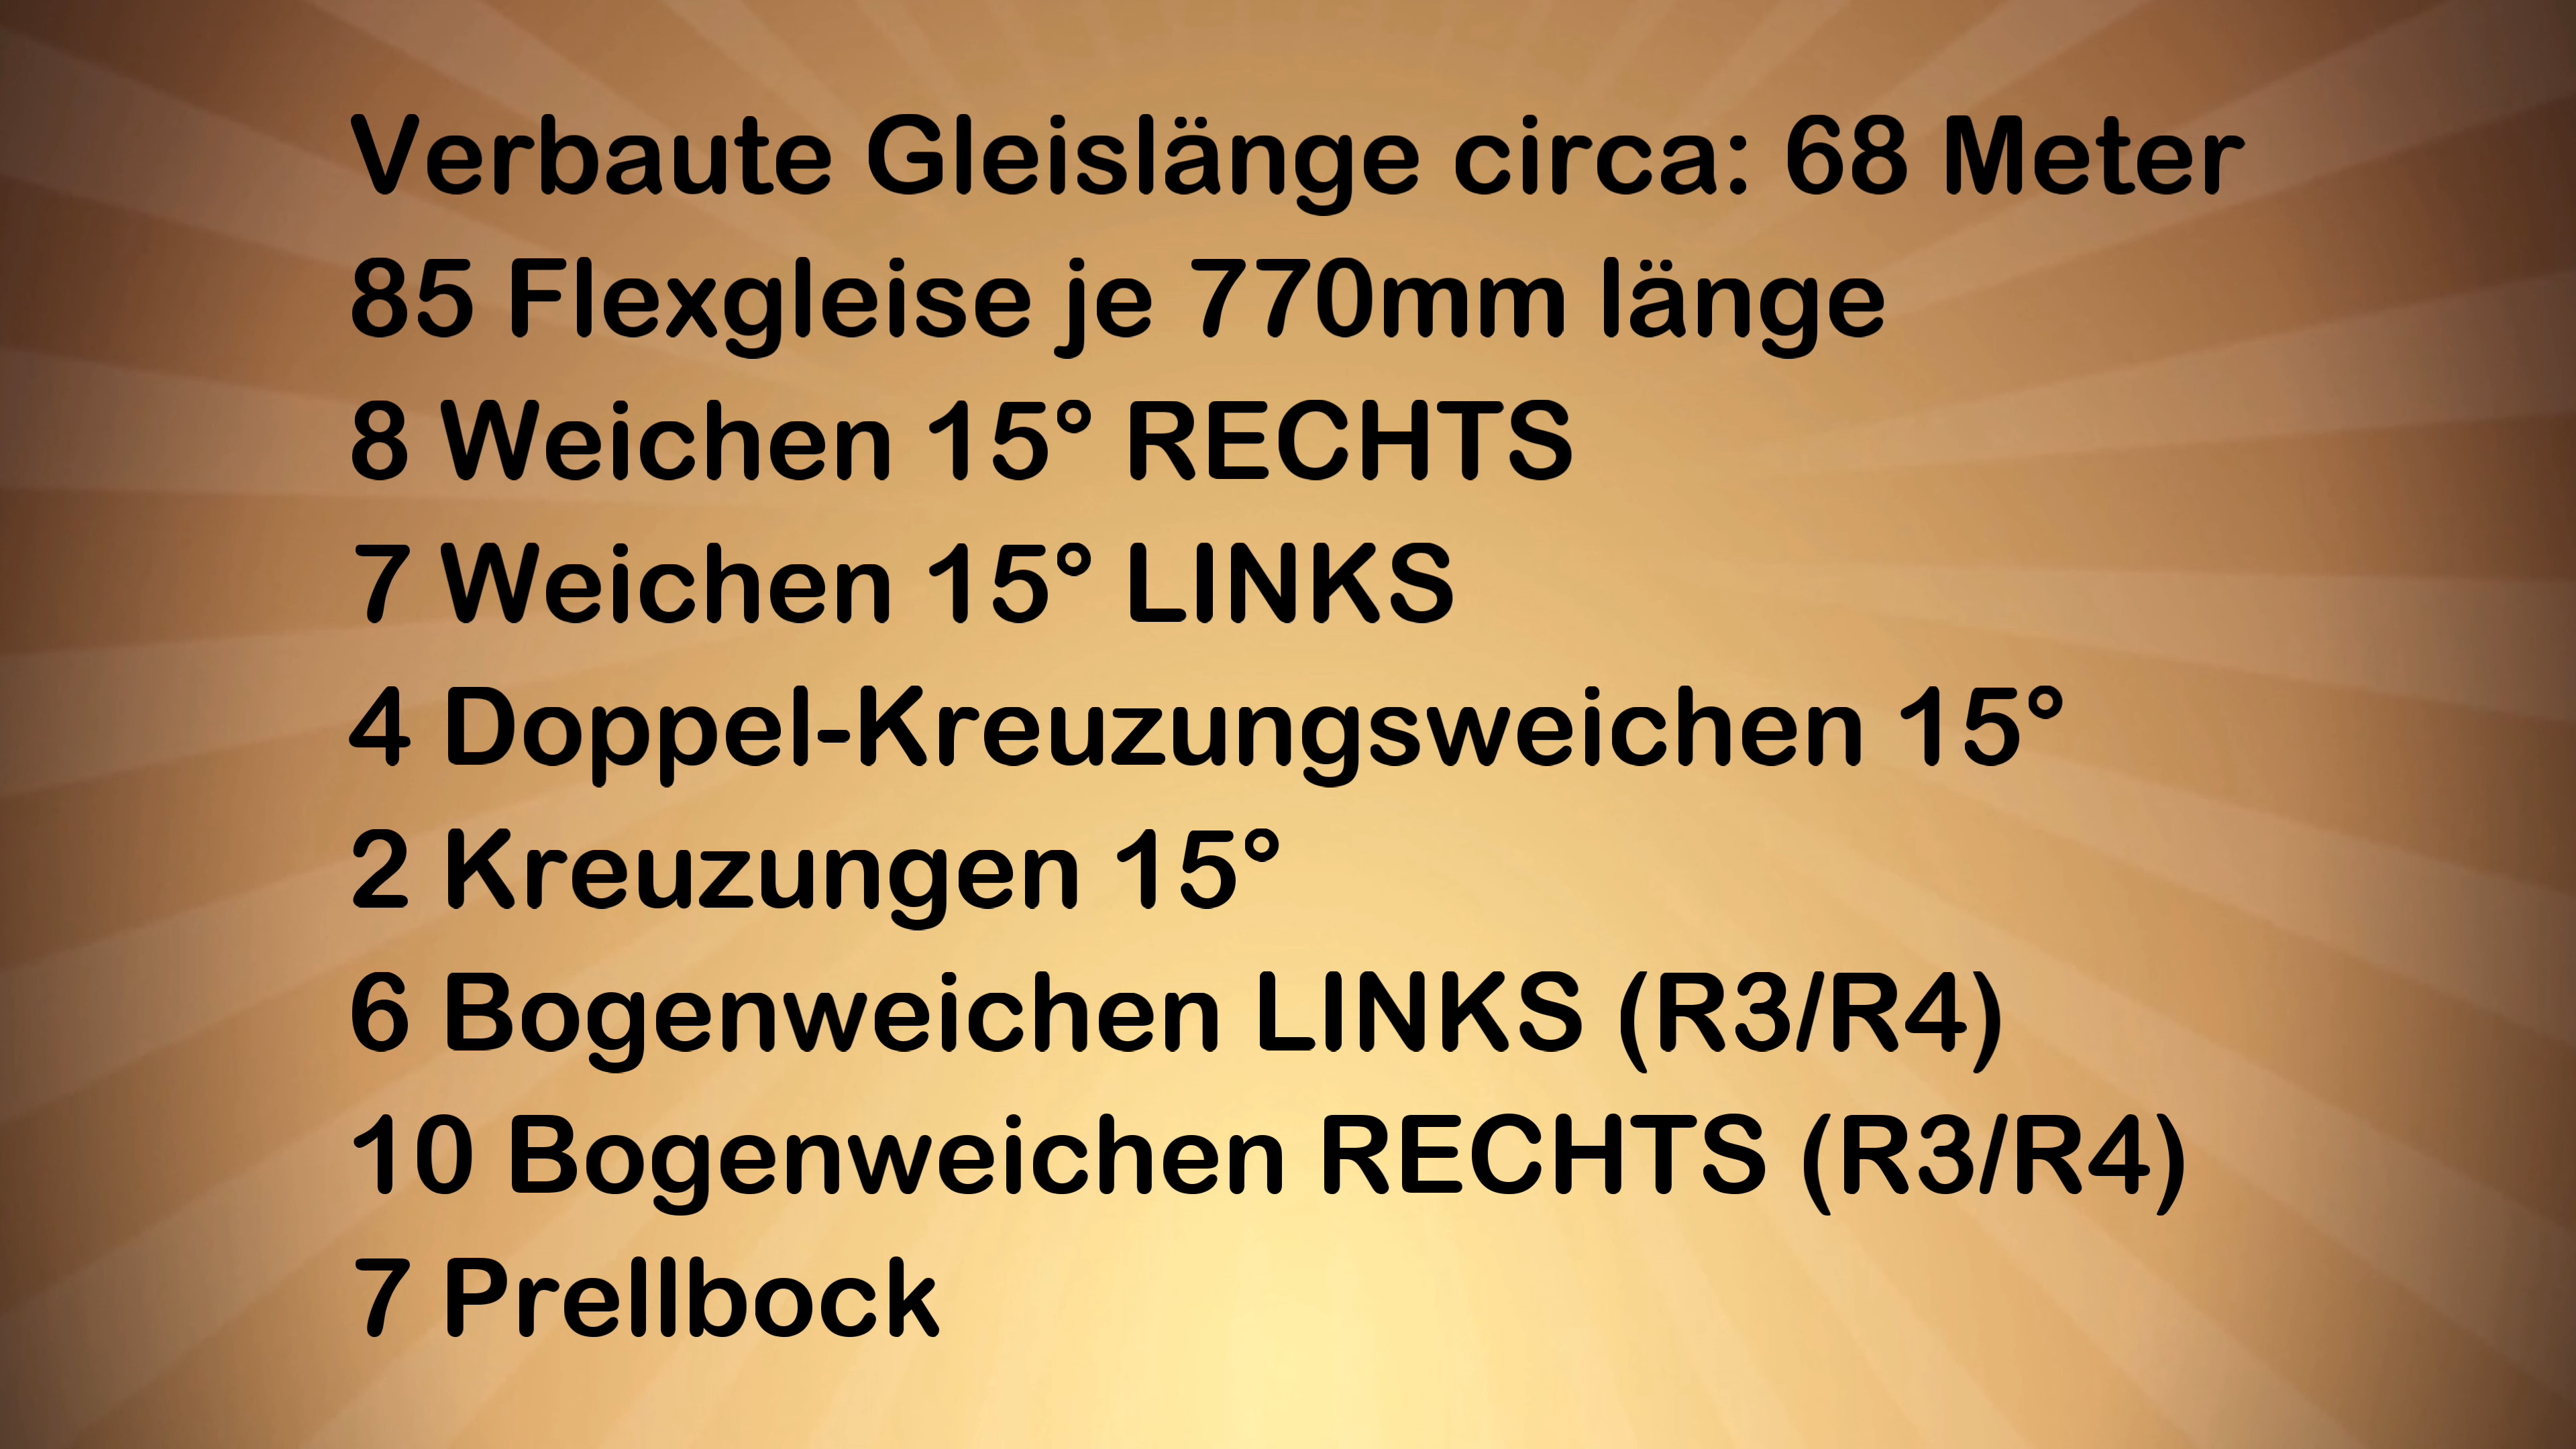 Verbaute Gleislänge circa: 68 Meter
85 Flexgleise je 770mm länge
8 Weichen 15° RECHTS
7 Weichen 15° LINKS
4 Doppel-Kreuzungsweichen 15°
2 Kreuzungen 15°
6 Bogenweichen LINKS (R3/R4)
10 Bogenweichen RECHTS (R3/R4)
7 Prellbock